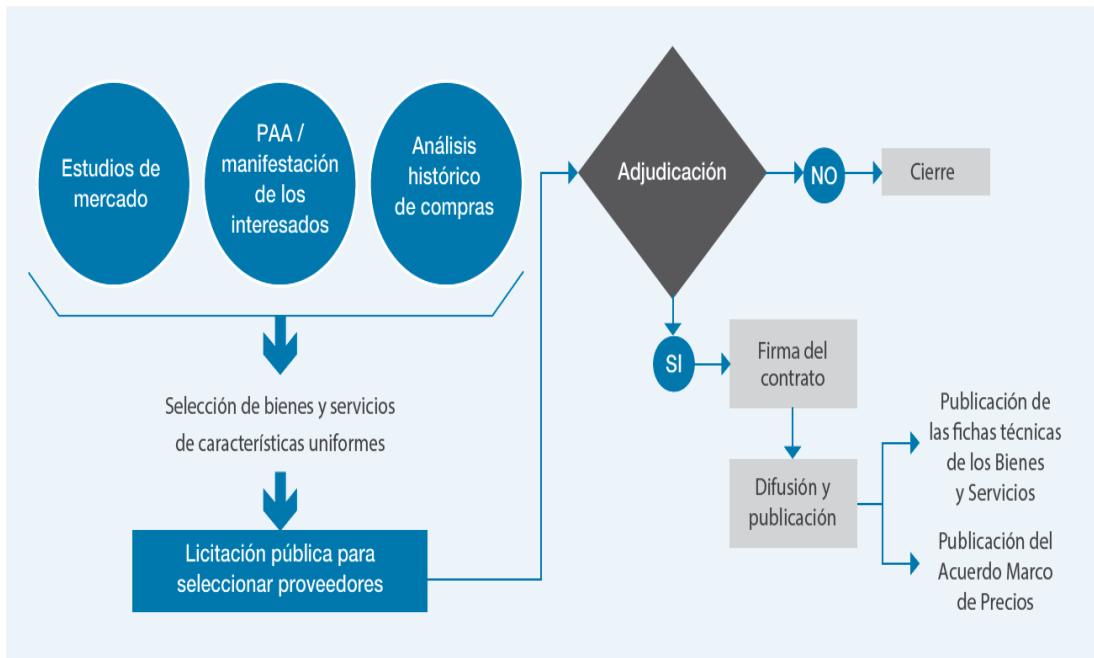 Estudios de
mercado
PAA /
manifestación
de los
interesados
Análisis
histórico
de compras
Selección de bienes y servicios
de características uniformes
Licitación pública para
seleccionar proveedores
Adjudicación
NO
Cierre
SI
Firma del
contrato
Difusión y
publicación
Publicación de
las fichas técnicas
de los Bienes
y Servicios
Publicación del
Acuerdo Marco
de Precios